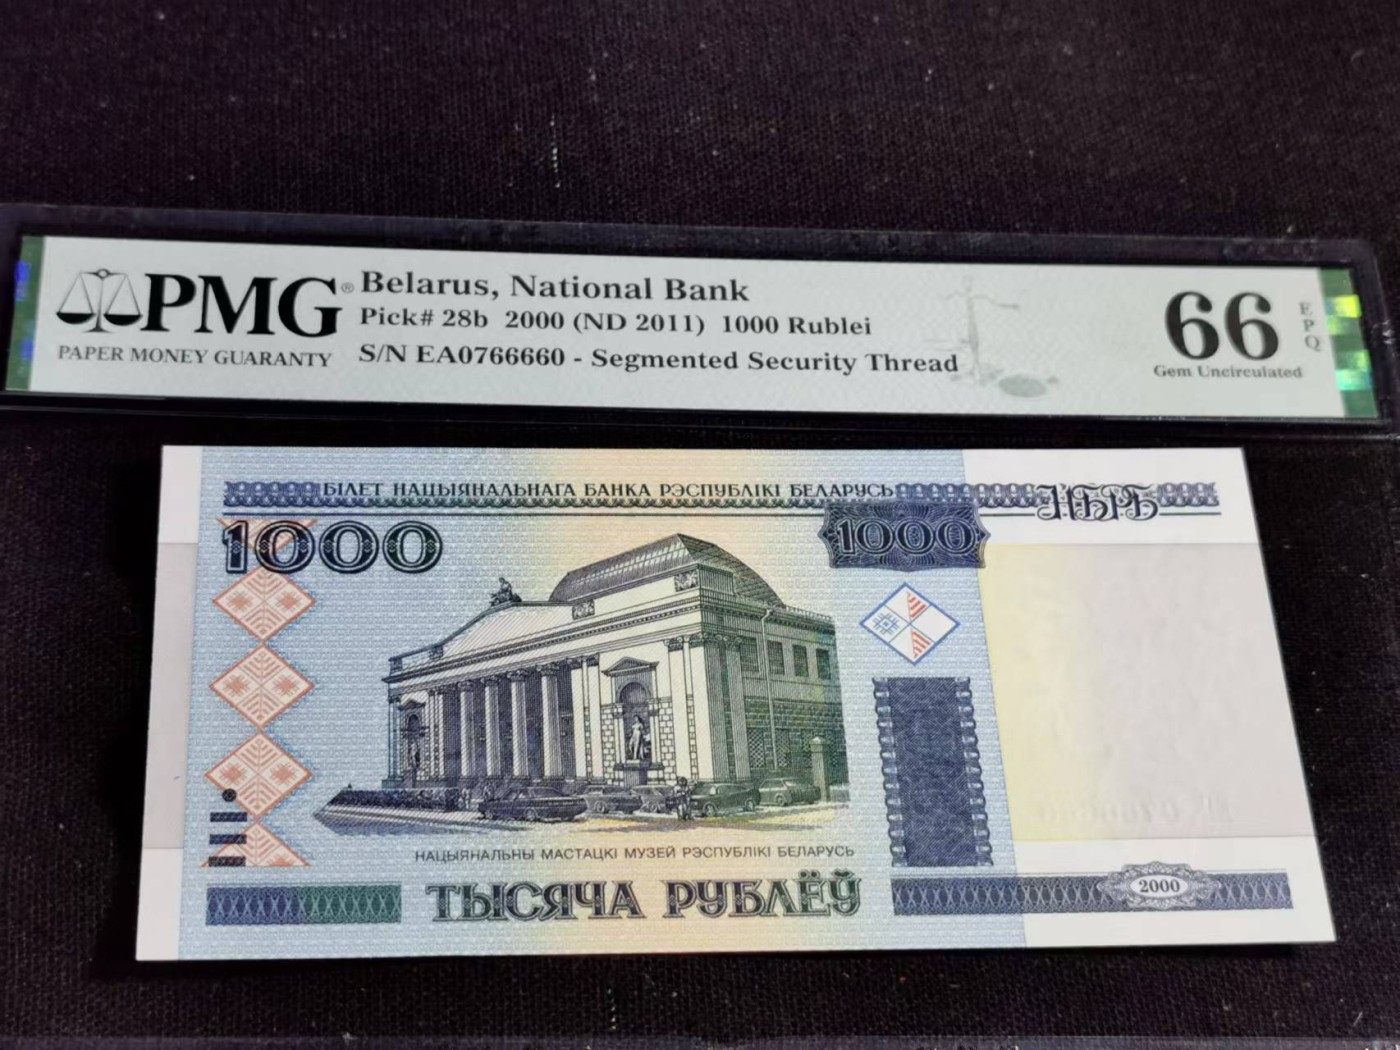 PMG®
PAPER MONEY GUARANTY
Belarus, National Bank
Pick# 28b 2000 (ND 2011) 1000 Rublei
S/N EA0766660 - Segmented Security Thread
66
EPQ
Gem Uncirculated
БІЛЕТ НАЦЫЯНАЛЬНАГА БАНКА РЭСПУБЛІКІ БЕЛАРУСЬ
НБРБ
1000
1000
НАЦЫЯНАЛЬНЫ МАСТАЦКІ МУЗЕЙ РЭСПУБЛІКІ БЕЛАРУСЬ
ТЫСЯЧА РУБЛЁЎ
2000